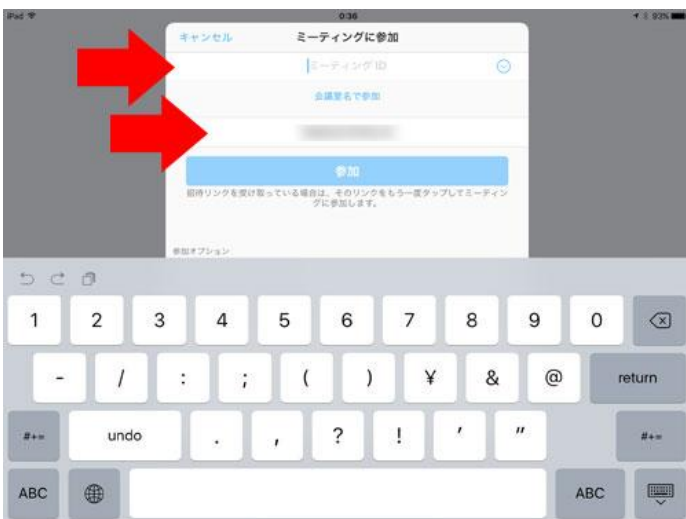 iPad 0:36 93%
キャンセル ミーティングに参加
ミーティング ID
会議室名で参加
参加
招待リンクを受け取っている場合は、そのリンクをもう一度タップしてミーティン
グに参加します。
参加オプション
1 2 3 4 5 6 7 8 9 0
- / : ; ( ) ¥ & @ return
#+= undo . , ? ! ' " #+=
ABC ABC